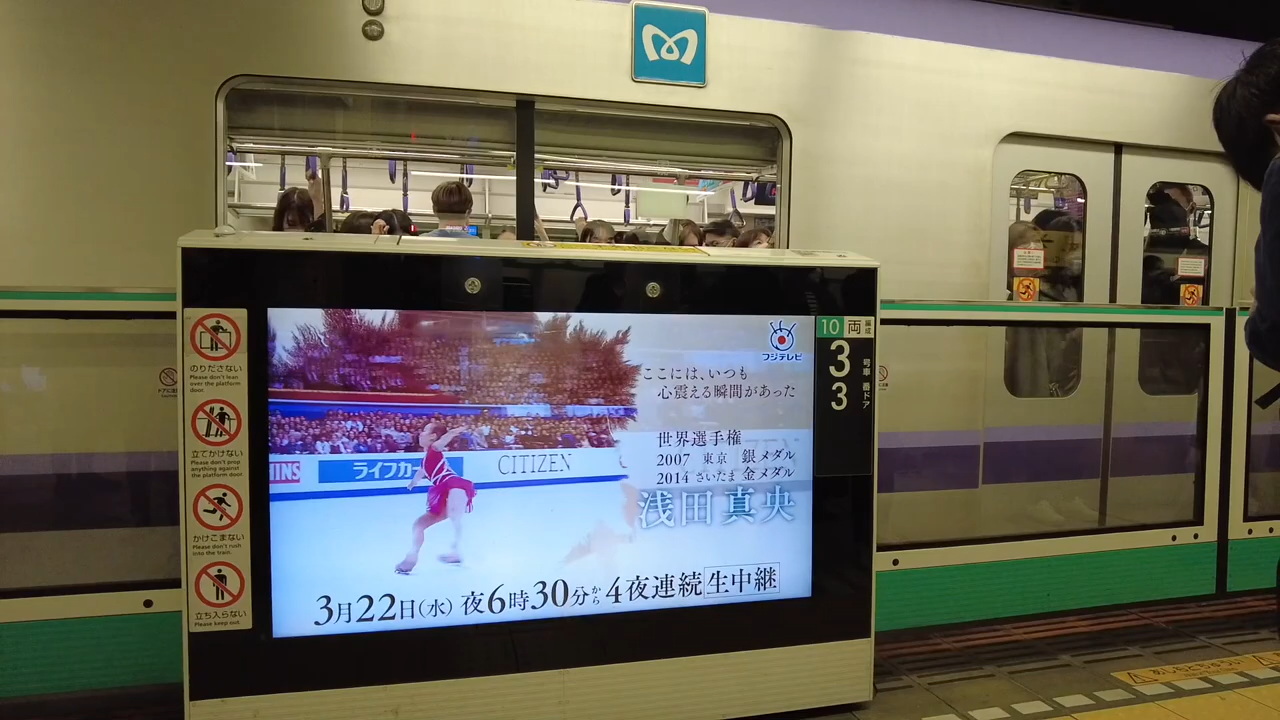 フジテレビ
ここには、いつも
心震える瞬間があった
世界選手権
2007 東京 銀メダル
2014 さいたま 金メダル
浅田真央
3月22日(水) 夜6時30分から4夜連続 生中継
ライフカー
CITIZEN
10両編成
3号車
3番ドア
のりださない
Please don't lean
over the platform
door.
立てかけない
Please don't prop
anything against
the platform door.
かけこまない
Please don't rush
into the train.
立ち入らない
Please keep out.